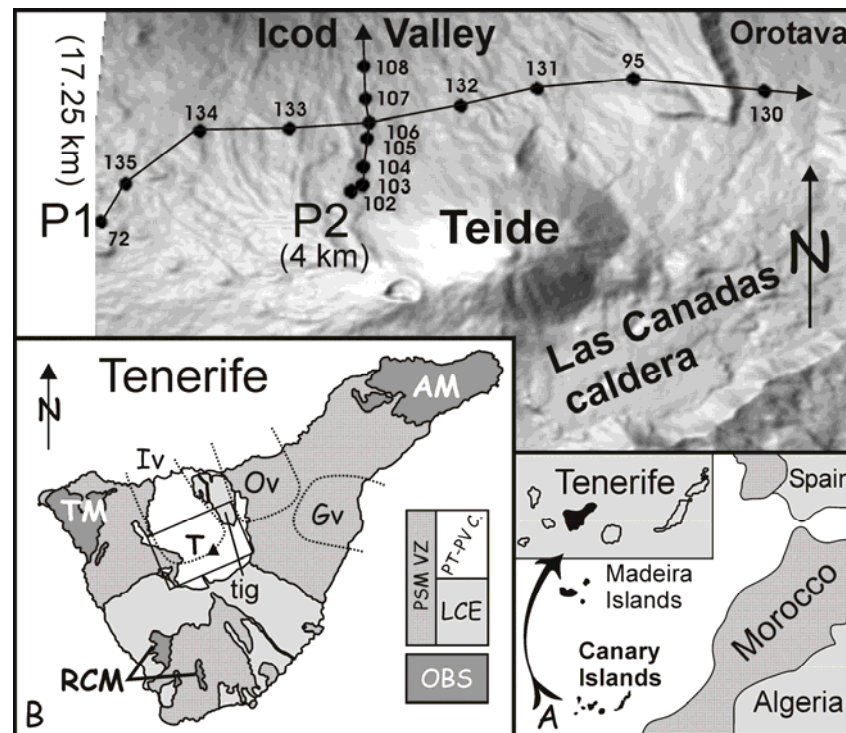 Icod Valley
Orotava
(17.25 km)
108
107
95
131
132
134
133
106
105
104
103
102
130
135
72
P1
P2
(4 km)
Teide
N
Las Canadas
caldera
Tenerife
N
AM
TM
Iv
Ov
Gv
T
tig
RCM
B
PSM VZ
PT-PV C.
LCE
OBS
Tenerife
Spain
Madeira
Islands
Morocco
Canary
Islands
A
Algeria